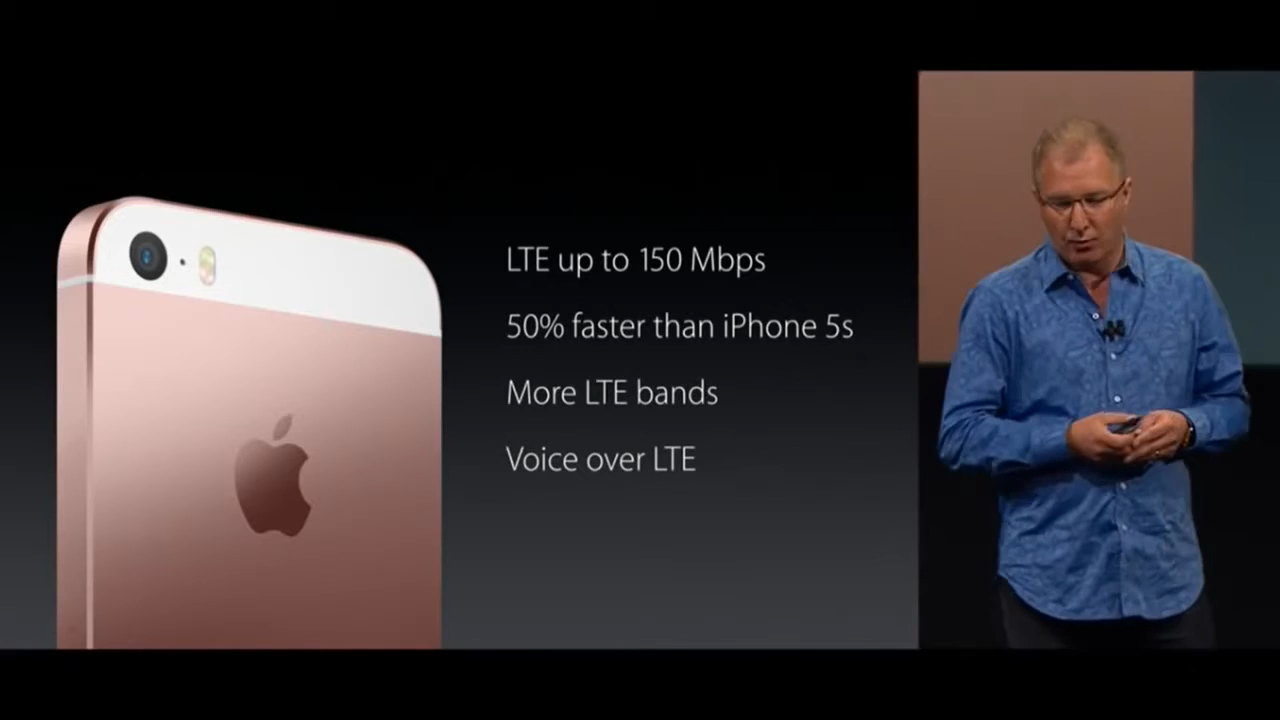 LTE up to 150 Mbps
50% faster than iPhone 5s
More LTE bands
Voice over LTE